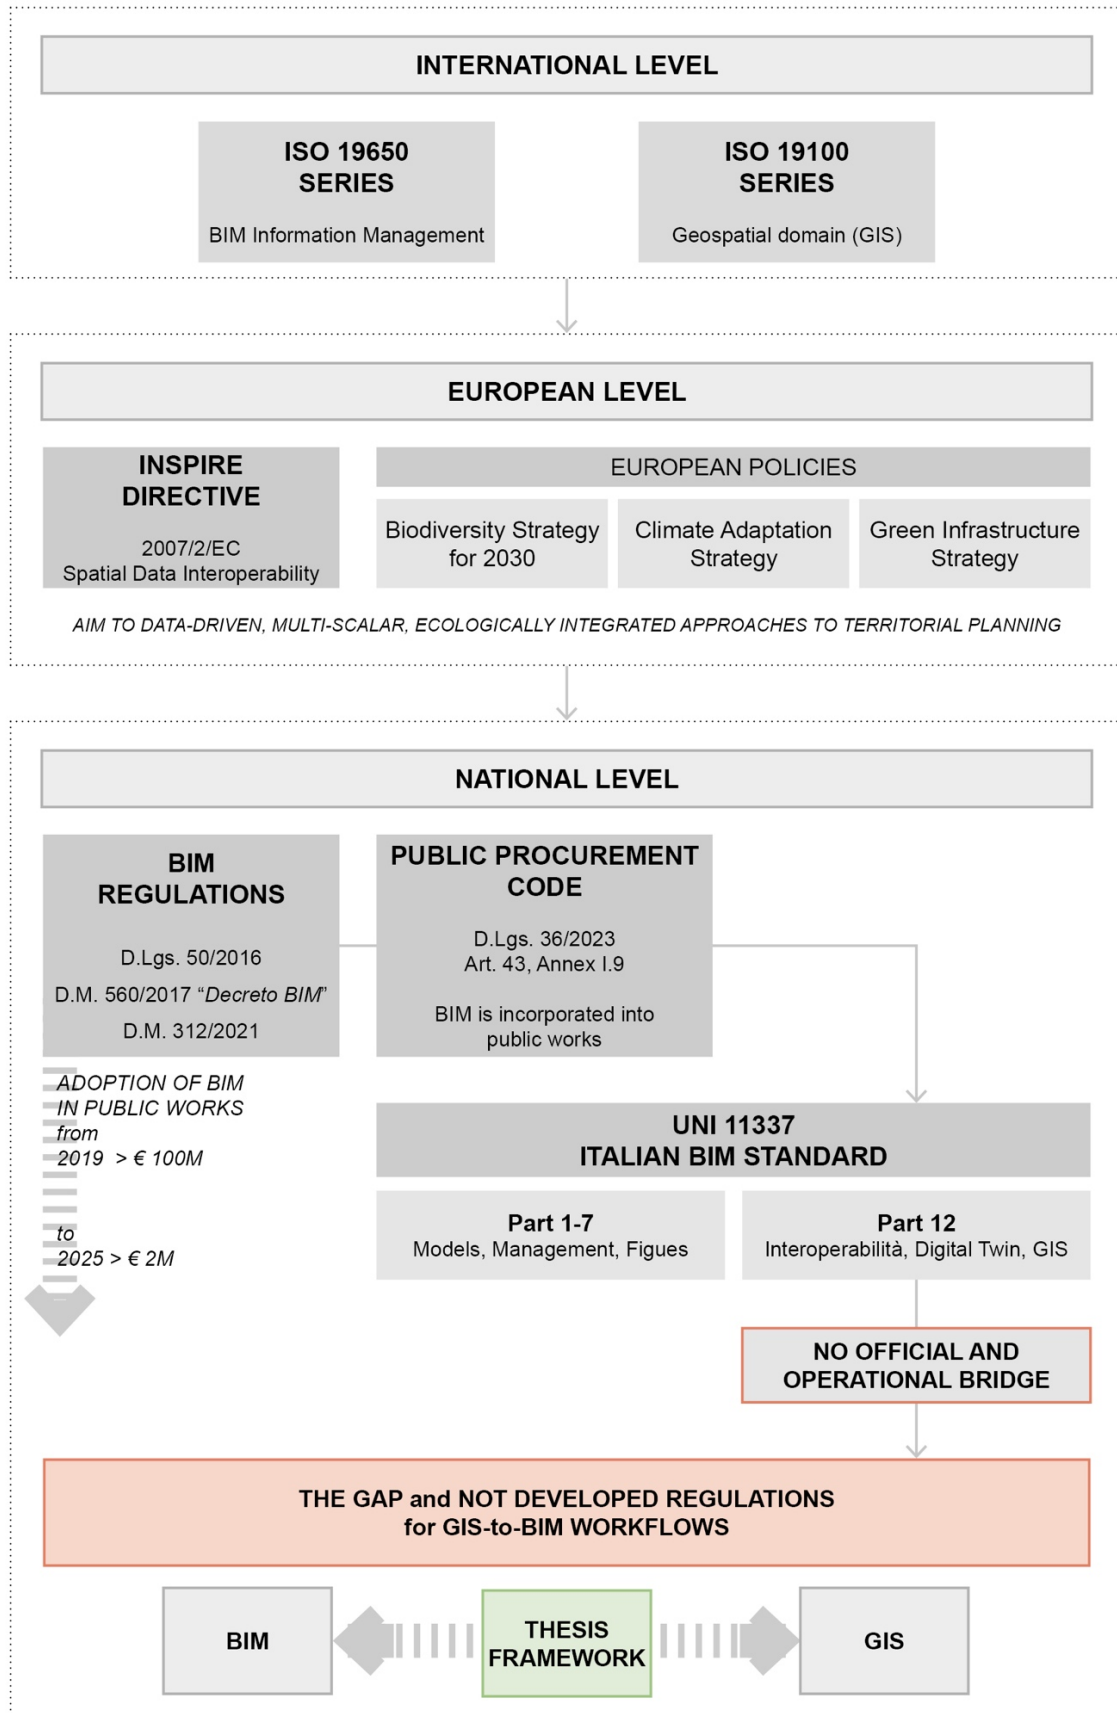 INTERNATIONAL LEVEL
ISO 19650
SERIES
BIM Information Management
ISO 19100
SERIES
Geospatial domain (GIS)
EUROPEAN LEVEL
INSPIRE
DIRECTIVE
2007/2/EC
Spatial Data Interoperability
EUROPEAN POLICIES
Biodiversity Strategy
for 2030
Climate Adaptation
Strategy
Green Infrastructure
Strategy
AIM TO DATA-DRIVEN, MULTI-SCALAR, ECOLOGICALLY INTEGRATED APPROACHES TO TERRITORIAL PLANNING
NATIONAL LEVEL
BIM
REGULATIONS
D.Lgs. 50/2016
D.M. 560/2017 “Decreto BIM”
D.M. 312/2021
PUBLIC PROCUREMENT
CODE
D.Lgs. 36/2023
Art. 43, Annex I.9
BIM is incorporated into
public works
ADOPTION OF BIM
IN PUBLIC WORKS
from
2019 > € 100M
to
2025 > € 2M
UNI 11337
ITALIAN BIM STANDARD
Part 1-7
Models, Management, Figues
Part 12
Interoperabilità, Digital Twin, GIS
NO OFFICIAL AND
OPERATIONAL BRIDGE
THE GAP and NOT DEVELOPED REGULATIONS
for GIS-to-BIM WORKFLOWS
BIM
THESIS
FRAMEWORK
GIS